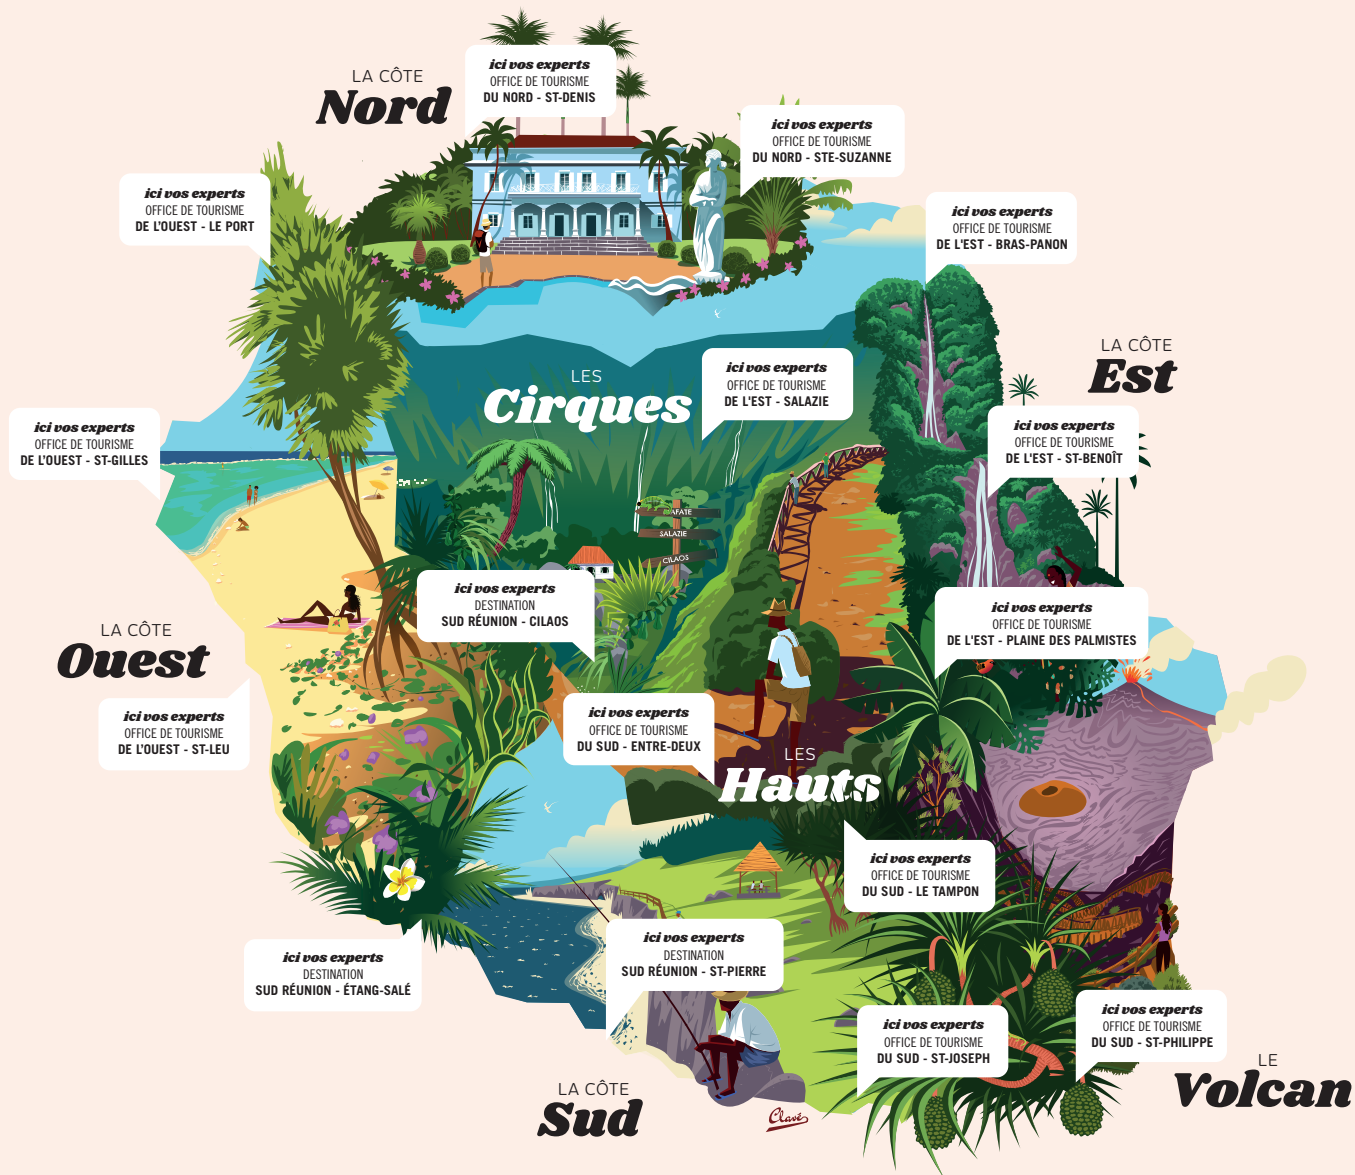 LA CÔTE
Nord
ici vos experts
OFFICE DE TOURISME
DU NORD - ST-DENIS
ici vos experts
OFFICE DE TOURISME
DU NORD - STE-SUZANNE
ici vos experts
OFFICE DE TOURISME
DE L'OUEST - LE PORT
ici vos experts
OFFICE DE TOURISME
DE L'EST - BRAS-PANON
LA CÔTE
Est
LES
Cirques
ici vos experts
OFFICE DE TOURISME
DE L'EST - SALAZIE
ici vos experts
OFFICE DE TOURISME
DE L'OUEST - ST-GILLES
ici vos experts
OFFICE DE TOURISME
DE L'EST - ST-BENOÎT
AFATE
SALAZIE
CILAOS
ici vos experts
DESTINATION
SUD RÉUNION - CILAOS
ici vos experts
OFFICE DE TOURISME
DE L'EST - PLAINE DES PALMISTES
LA CÔTE
Ouest
ici vos experts
OFFICE DE TOURISME
DE L'OUEST - ST-LEU
ici vos experts
OFFICE DE TOURISME
DU SUD - ENTRE-DEUX
LES
Hauts
ici vos experts
OFFICE DE TOURISME
DU SUD - LE TAMPON
ici vos experts
DESTINATION
SUD RÉUNION - ÉTANG-SALÉ
ici vos experts
DESTINATION
SUD RÉUNION - ST-PIERRE
ici vos experts
OFFICE DE TOURISME
DU SUD - ST-JOSEPH
ici vos experts
OFFICE DE TOURISME
DU SUD - ST-PHILIPPE
LE
Volcan
LA CÔTE
Sud
Clavé